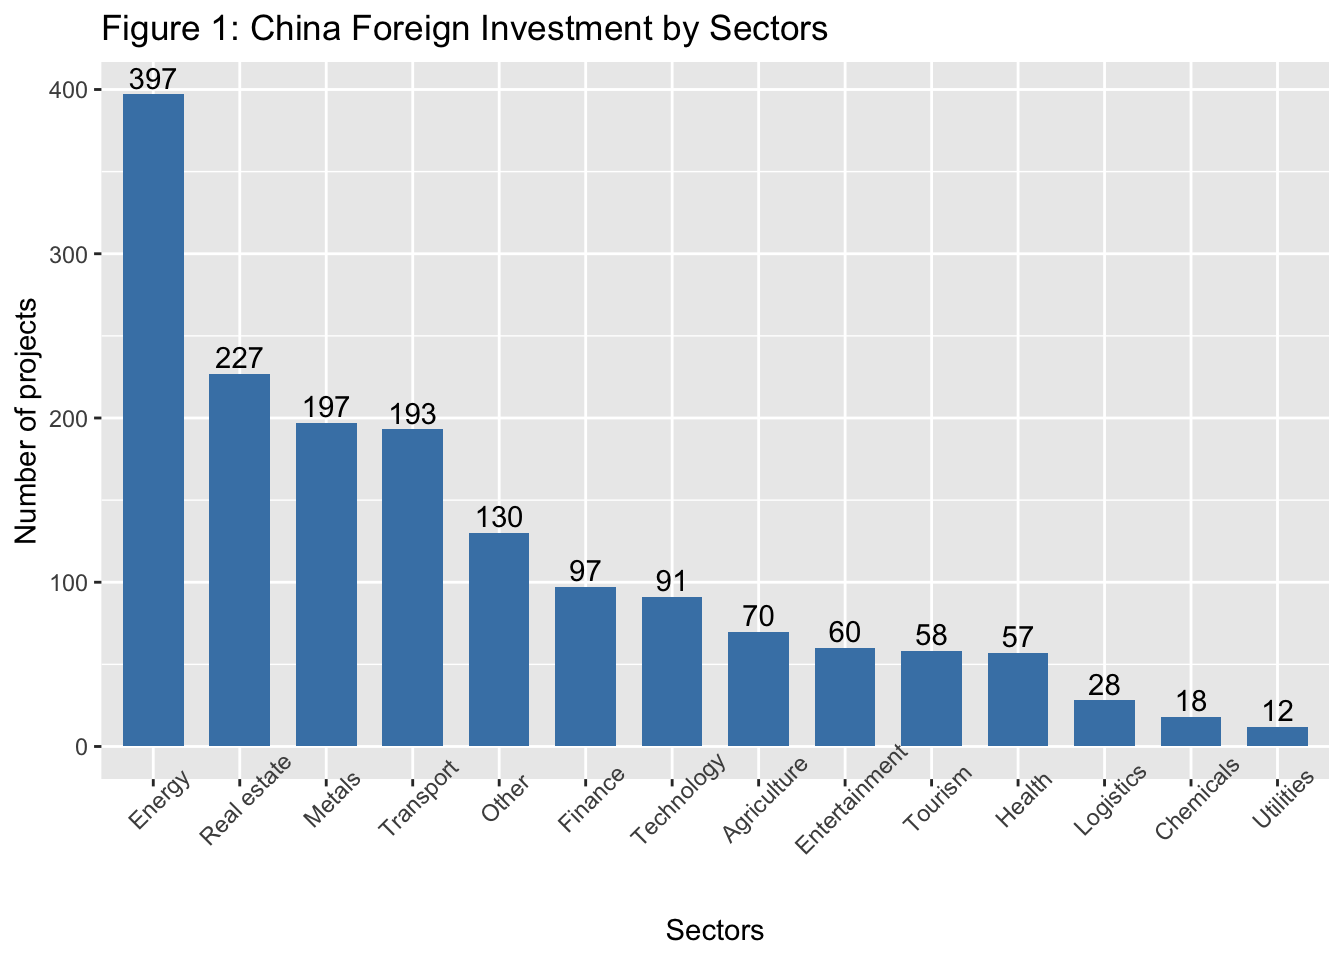 Figure 1: China Foreign Investment by Sectors
Number of projects
400
300
200
100
0
397
227
197
193
130
97
91
70
60
58
57
28
18
12
Energy
Real estate
Metals
Transport
Other
Finance
Technology
Agriculture
Entertainment
Tourism
Health
Logistics
Chemicals
Utilities
Sectors